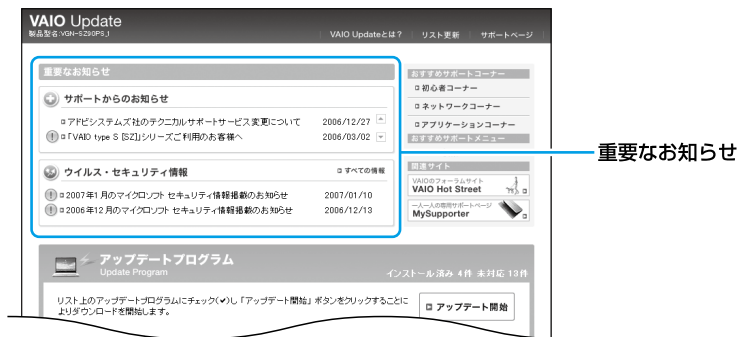 VAIO Update
製品型名:VGN-SZ90PS_1
VAIO Updateとは?
リスト更新
サポートページ
重要なお知らせ
サポートからのお知らせ
アドビシステムズ社のテクニカルサポートサービス変更について 2006/12/27
「VAIO type S [SZ]」シリーズご利用のお客様へ 2006/03/02
ウイルス・セキュリティ情報 すべての情報
2007年1月のマイクロソフト セキュリティ情報掲載のお知らせ 2007/01/10
2006年12月のマイクロソフト セキュリティ情報掲載のお知らせ 2006/12/13
おすすめサポートコーナー
初心者コーナー
ネットワークコーナー
アプリケーションコーナー
おすすめサポートメニュー
関連サイト
VAIOのフォーラムサイト
VAIO Hot Street
一人一人の専用サポートページ
MySupporter
重要なお知らせ
アップデートプログラム
Update Program
インストール済み 4件 未対応 13件
リスト上のアップデートプログラムにチェック(✔)し「アップデート開始」ボタンをクリックすることに
よりダウンロードを開始します。
アップデート開始